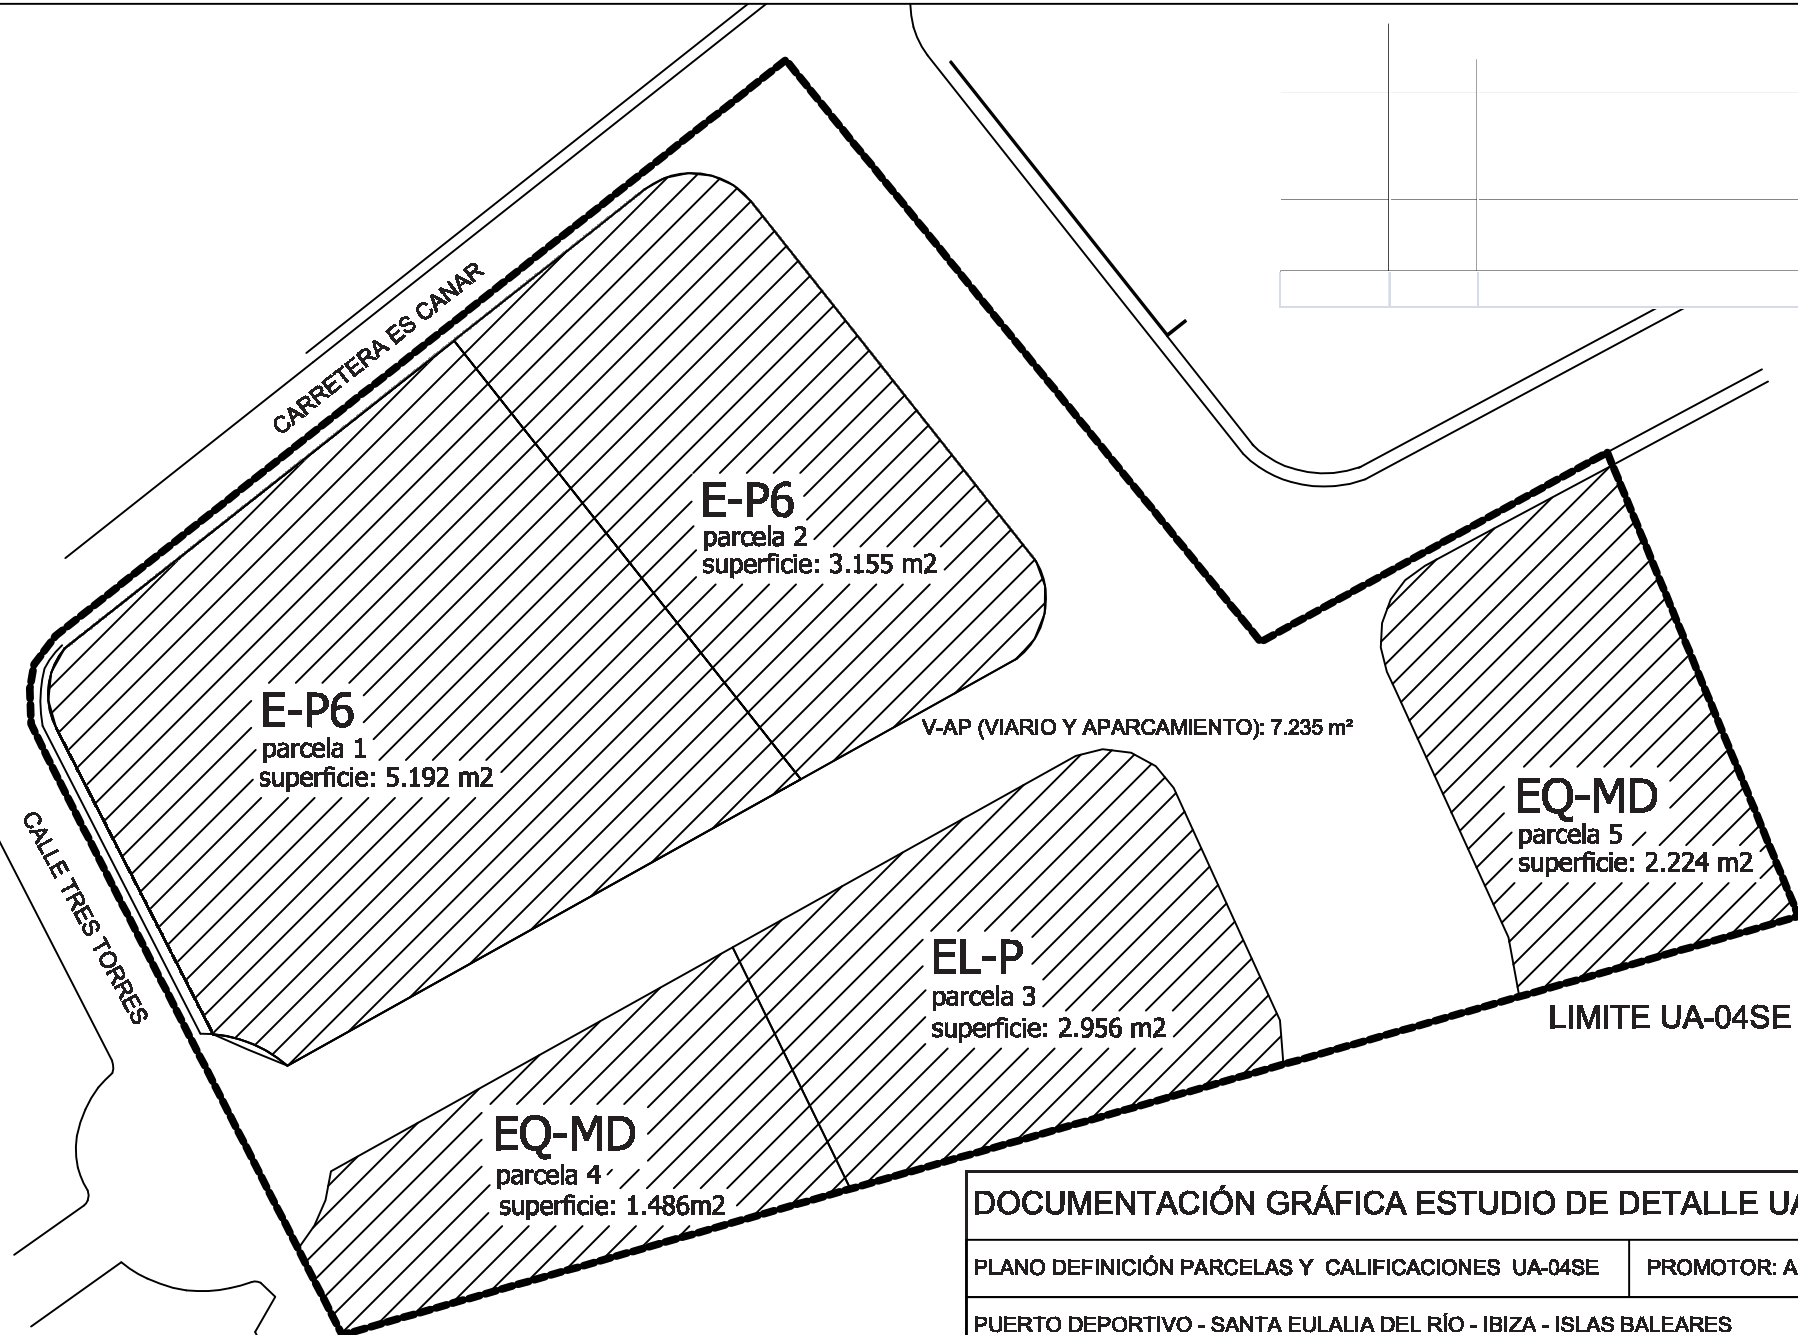 CARRETERA ES CANAR
E-P6
parcela 2
superficie: 3.155 m2
E-P6
parcela 1
superficie: 5.192 m2
V-AP (VIARIO Y APARCAMIENTO): 7.235 m²
EQ-MD
parcela 5
superficie: 2.224 m2
CALLE TRES TORRES
EL-P
parcela 3
superficie: 2.956 m2
LIMITE UA-04SE
EQ-MD
parcela 4
superficie: 1.486m2
DOCUMENTACIÓN GRÁFICA ESTUDIO DE DETALLE UA
PLANO DEFINICIÓN PARCELAS Y CALIFICACIONES UA-04SE
PROMOTOR: A
PUERTO DEPORTIVO - SANTA EULALIA DEL RÍO - IBIZA - ISLAS BALEARES